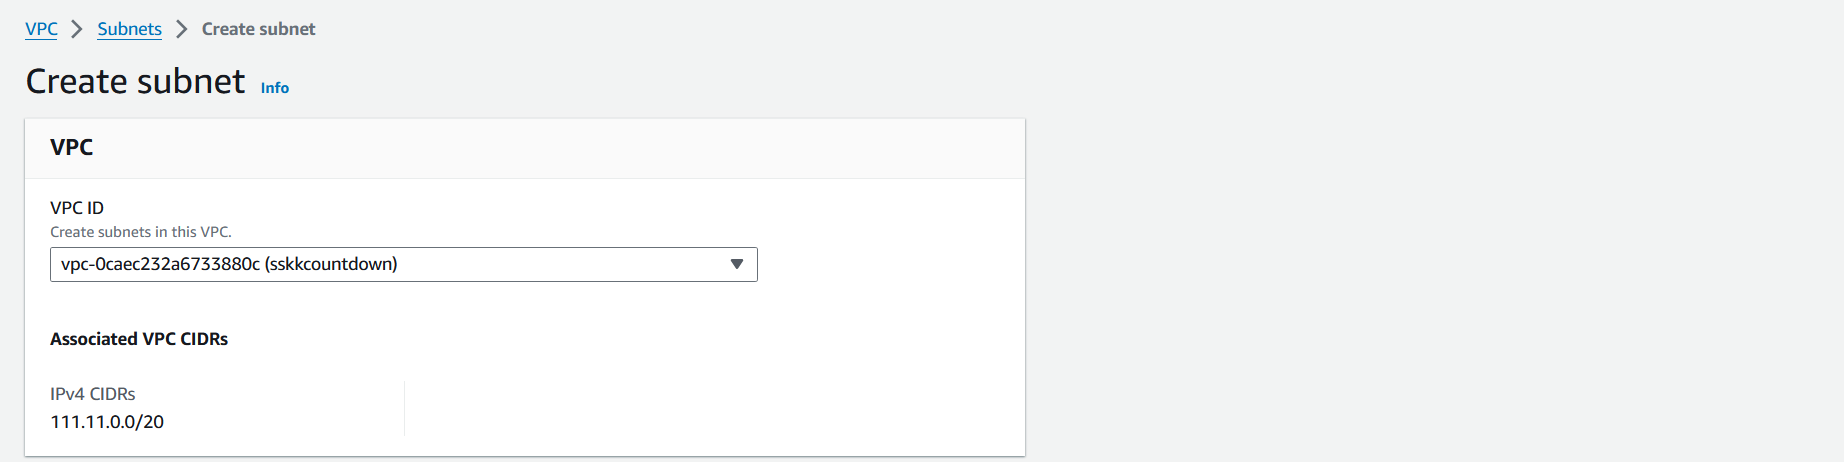 VPC > Subnets > Create subnet
Create subnet Info
VPC
VPC ID
Create subnets in this VPC.
vpc-0caec232a6733880c (sskkcountdown)
Associated VPC CIDRs
IPv4 CIDRs
111.11.0.0/20